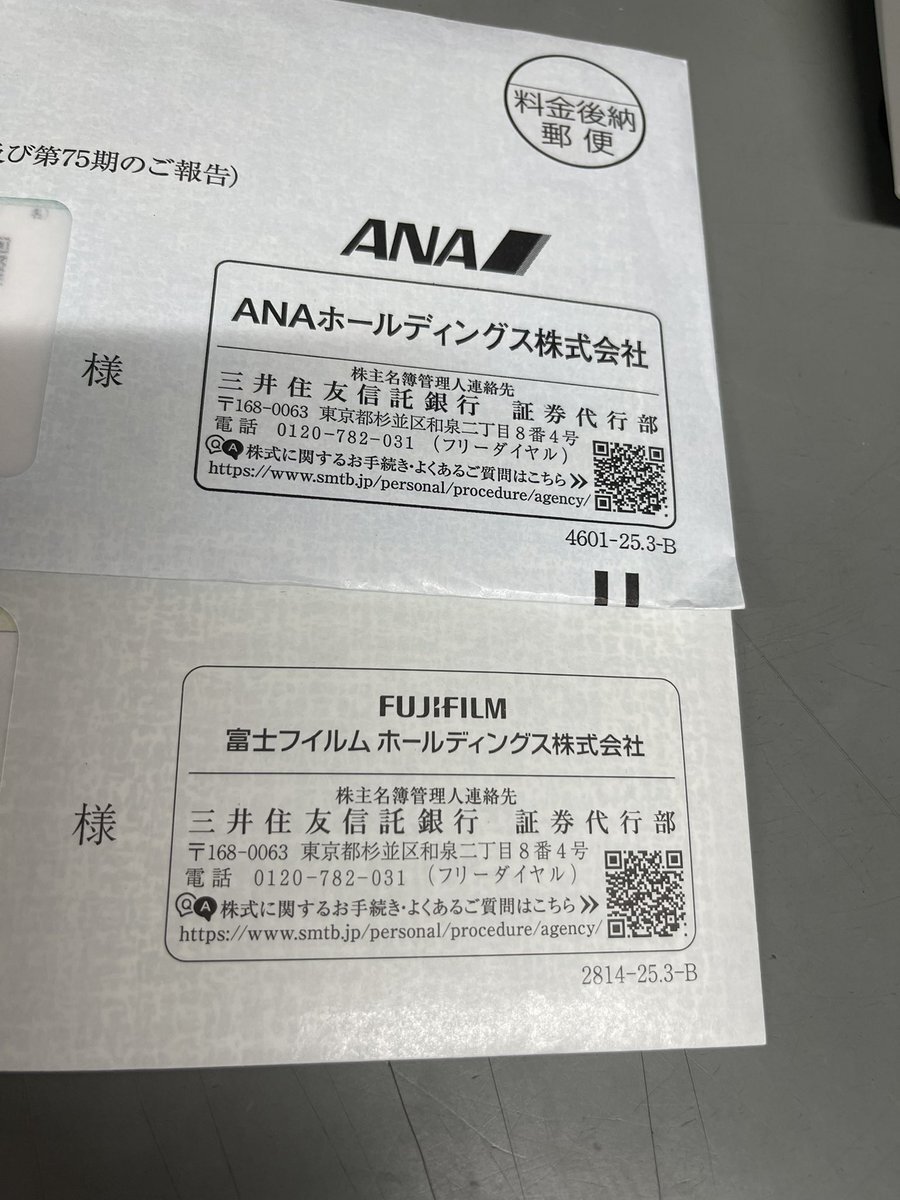 料金後納
郵便
び第75期のご報告)
ANA
ANAホールディングス株式会社
様
株主名簿管理人連絡先
三井住友信託銀行 証券代行部
〒168-0063 東京都杉並区和泉二丁目8番4号
電話 0120-782-031 (フリーダイヤル)
Q A 株式に関するお手続き・よくあるご質問はこちら
https://www.smtb.jp/personal/procedure/agency/
4601-25.3-B
FUJIFILM
富士フイルム ホールディングス株式会社
様
株主名簿管理人連絡先
三井住友信託銀行 証券代行部
〒168-0063 東京都杉並区和泉二丁目8番4号
電話 0120-782-031 (フリーダイヤル)
Q A 株式に関するお手続き・よくあるご質問はこちら
https://www.smtb.jp/personal/procedure/agency/
2814-25.3-B